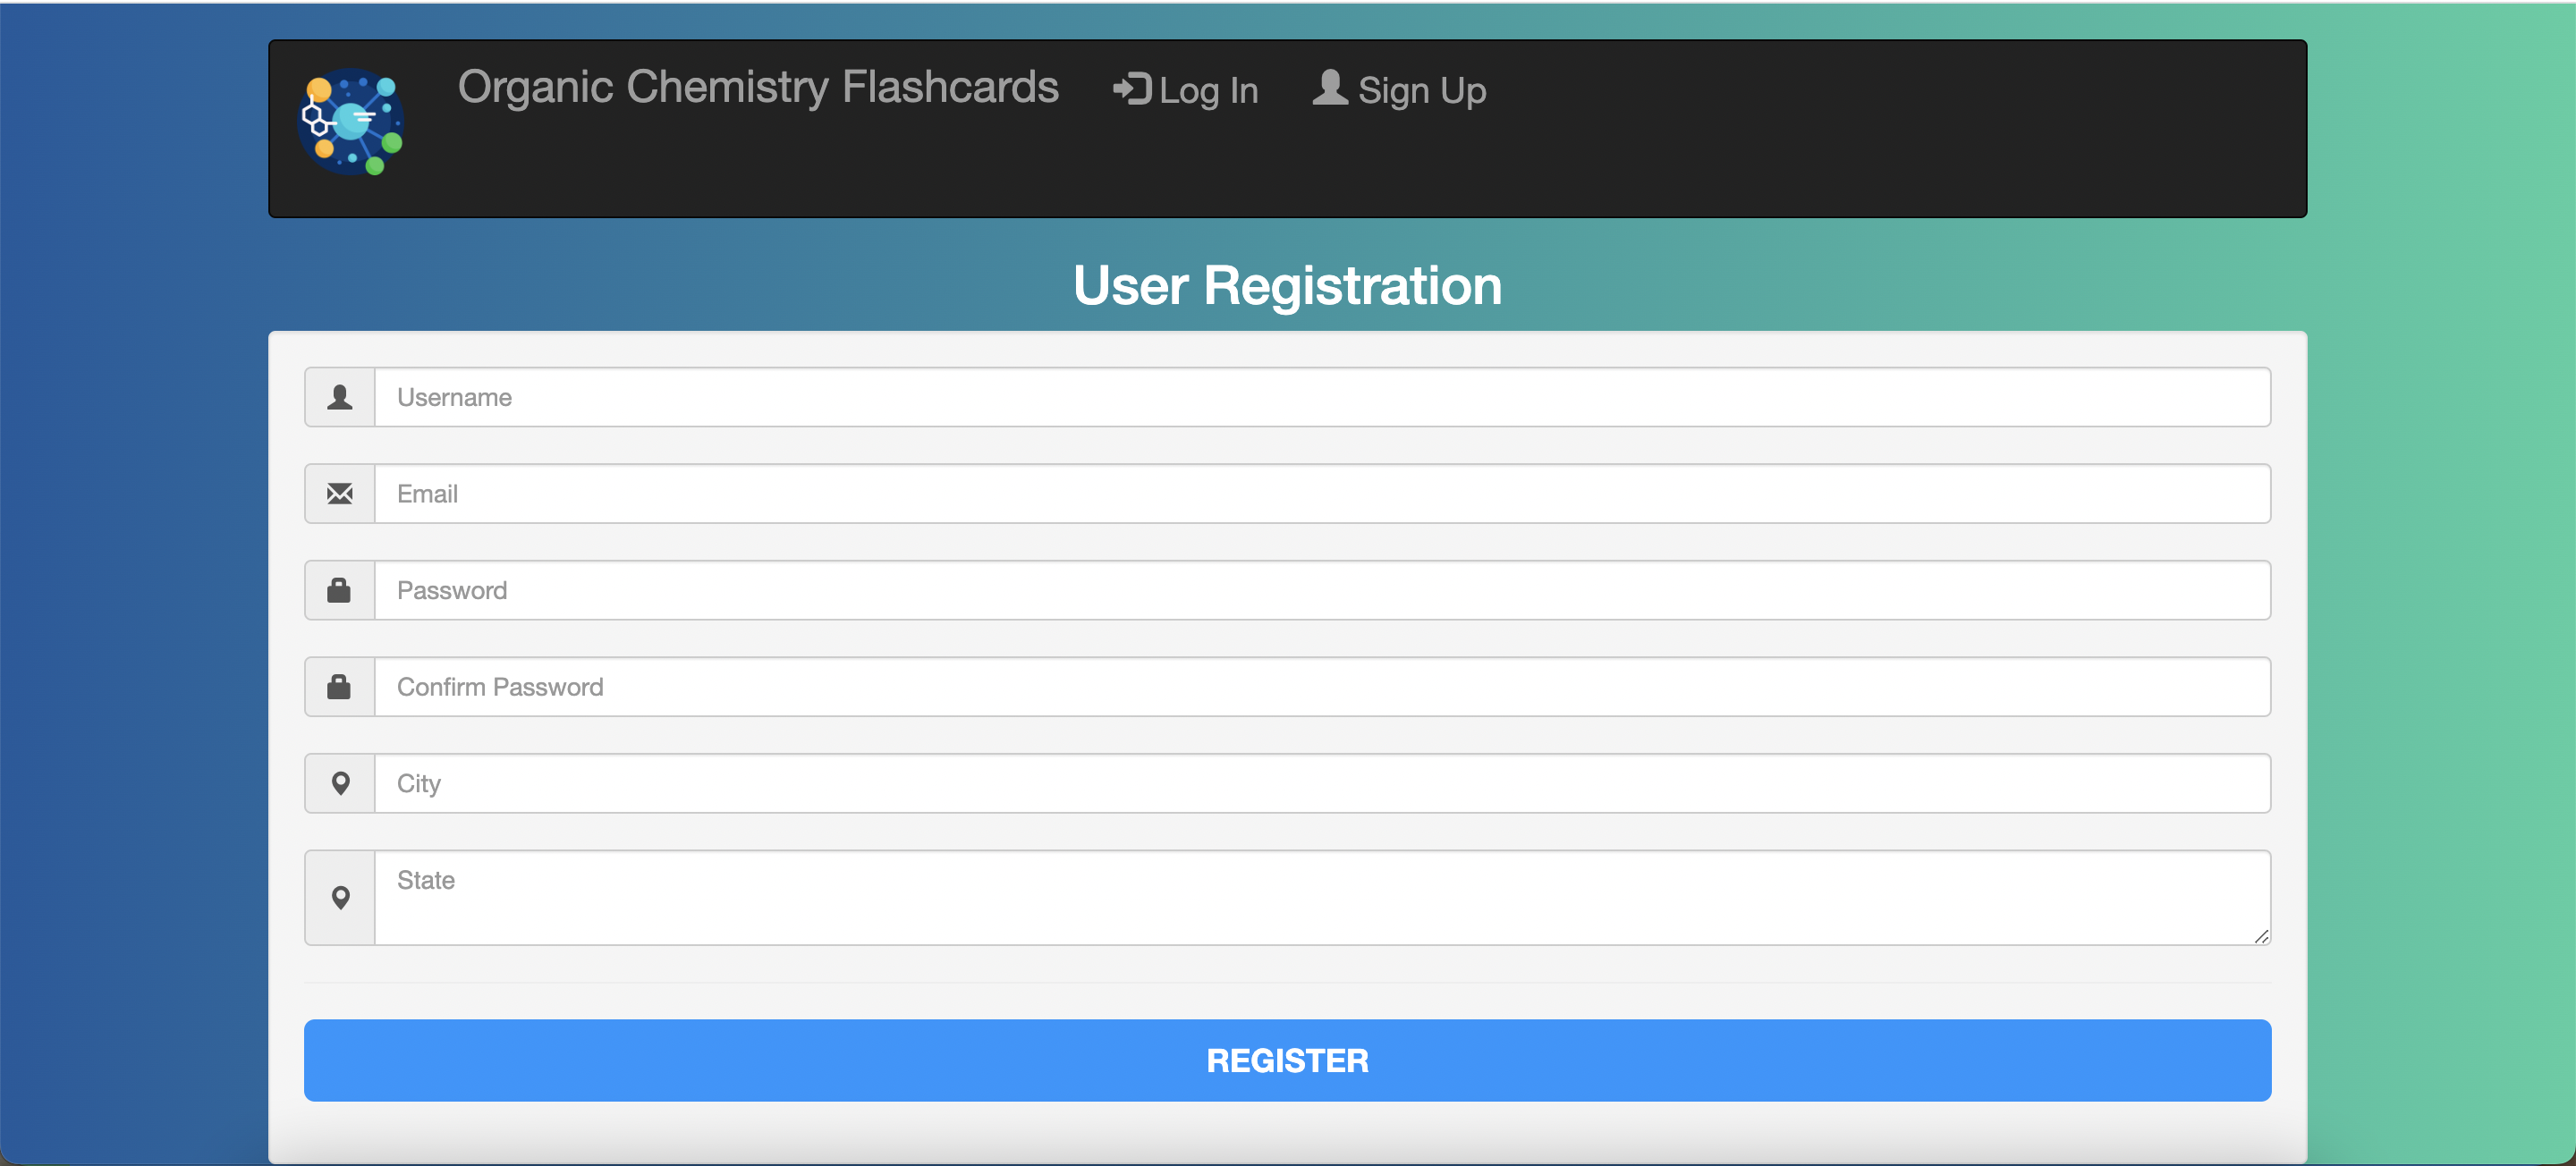 Organic Chemistry Flashcards Log In Sign Up
User Registration
Username
Email
Password
Confirm Password
City
State
REGISTER